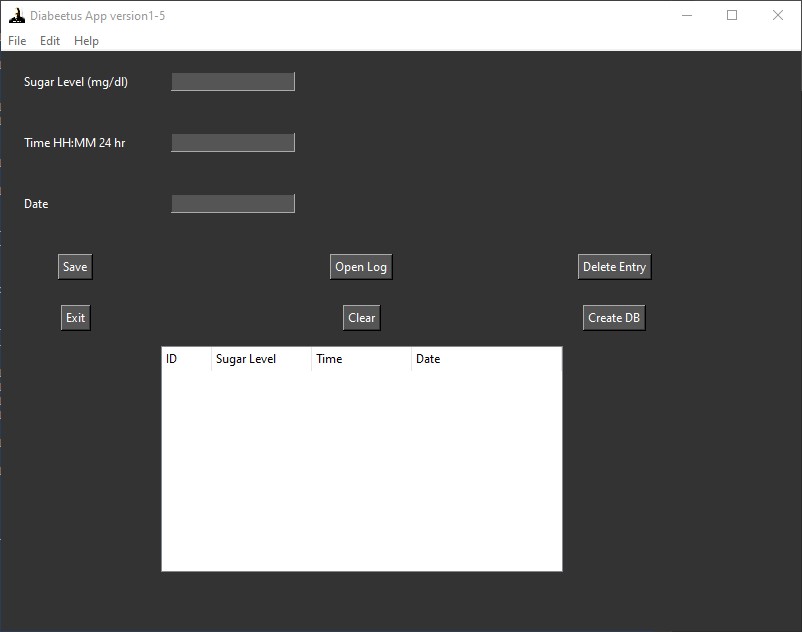 Diabeetus App version1-5
File Edit Help
Sugar Level (mg/dl)
Time HH:MM 24 hr
Date
Save Open Log Delete Entry
Exit Clear Create DB
ID Sugar Level Time Date